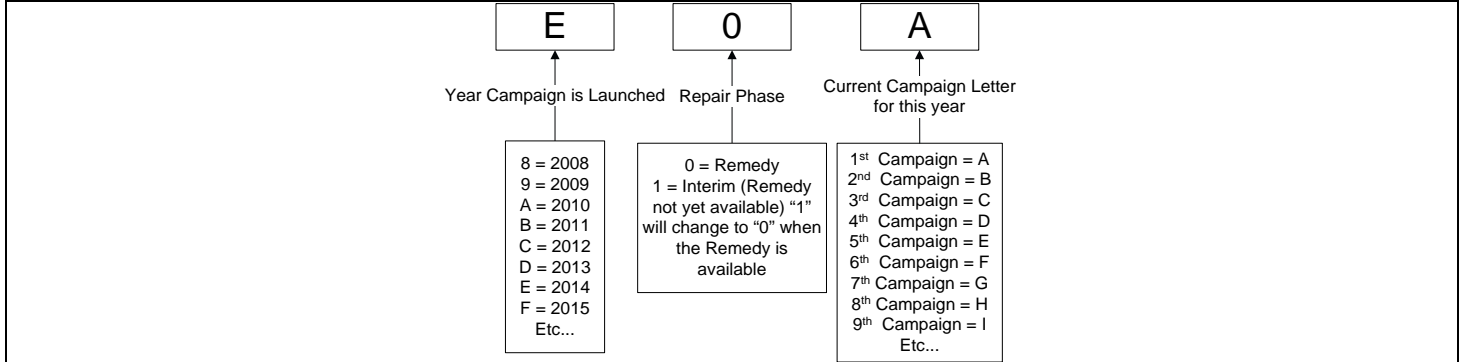 E
0
A
Year Campaign is Launched
Repair Phase
Current Campaign Letter
for this year
8 = 2008
9 = 2009
A = 2010
B = 2011
C = 2012
D = 2013
E = 2014
F = 2015
Etc...
0 = Remedy
1 = Interim (Remedy
not yet available) “1”
will change to “0” when
the Remedy is
available
1st Campaign = A
2nd Campaign = B
3rd Campaign = C
4th Campaign = D
5th Campaign = E
6th Campaign = F
7th Campaign = G
8th Campaign = H
9th Campaign = I
Etc...